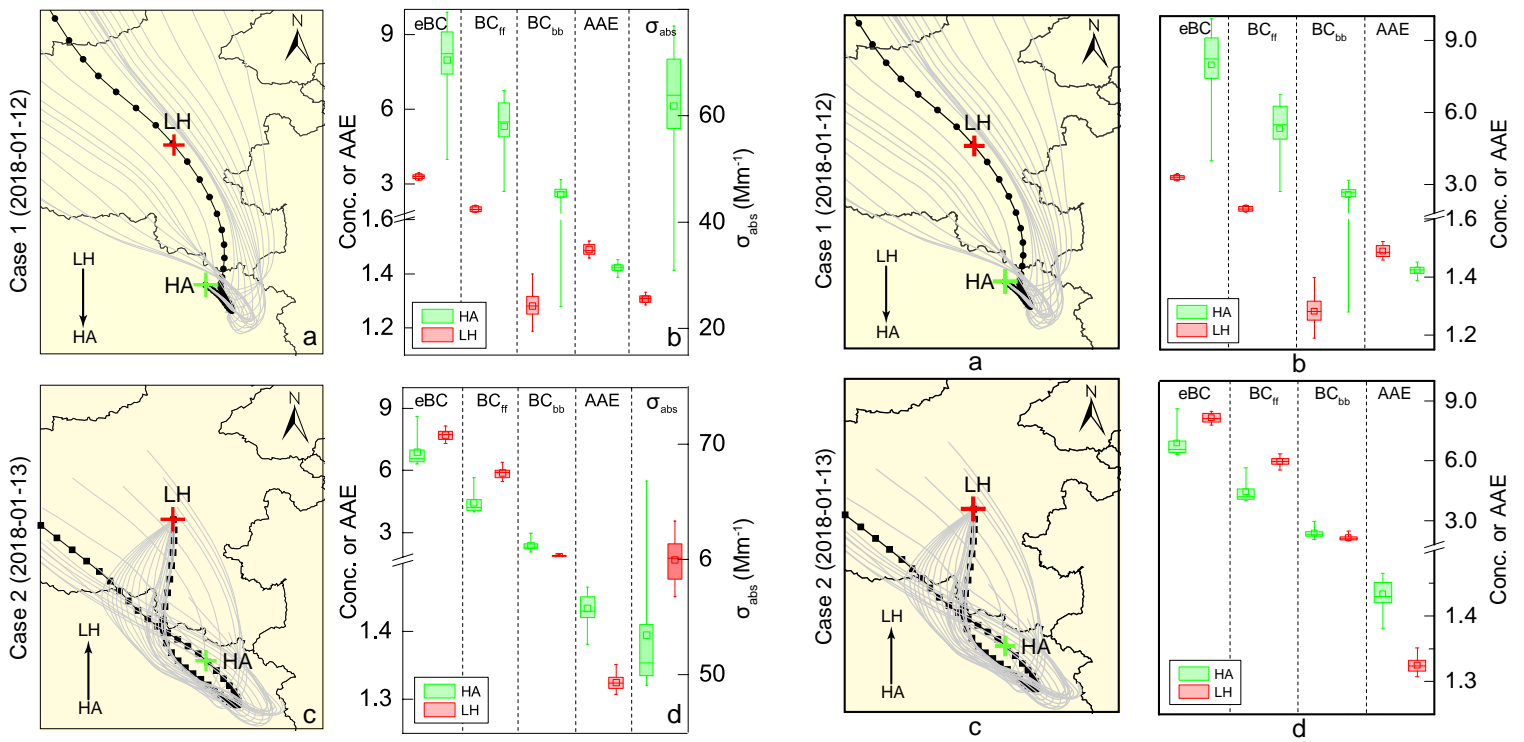 Case 1 (2018-01-12)
N
LH
HA
LH
HA
a
Conc. or AAE
9
6
3
1.6
1.4
1.2
eBC
BCff
BCbb
AAE
σabs
HA
LH
b
60
40
20
σabs (Mm-1)
Case 1 (2018-01-12)
N
LH
HA
LH
HA
a
eBC
BCff
BCbb
AAE
HA
LH
b
9.0
6.0
3.0
1.6
1.4
1.2
Conc. or AAE
Case 2 (2018-01-13)
N
LH
HA
LH
HA
c
Conc. or AAE
9
6
3
1.4
1.3
eBC
BCff
BCbb
AAE
σabs
HA
LH
d
70
60
50
σabs (Mm-1)
Case 2 (2018-01-13)
N
LH
HA
LH
HA
c
eBC
BCff
BCbb
AAE
HA
LH
d
9.0
6.0
3.0
1.4
1.3
Conc. or AAE